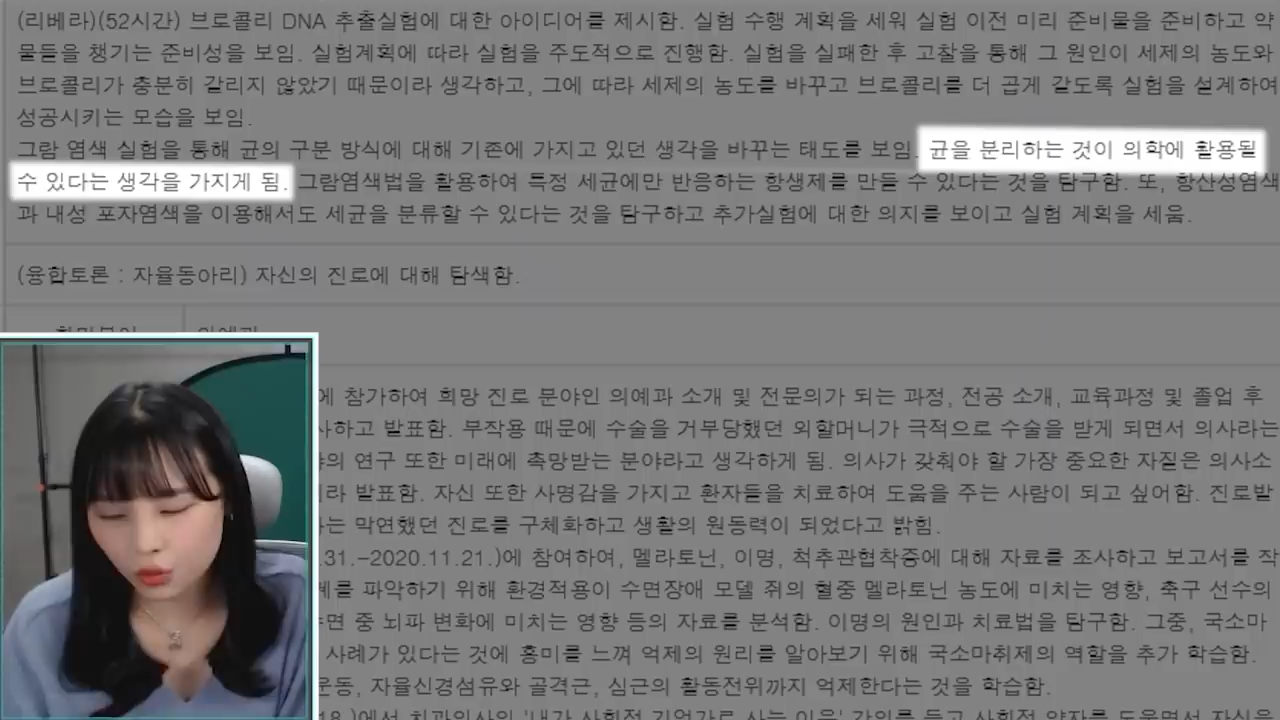 (리베라)(52시간) 브로콜리 DNA 추출실험에 대한 아이디어를 제시함. 실험 수행 계획을 세워 실험 이전 미리 준비물을 준비하고 약
물들을 챙기는 준비성을 보임. 실험계획에 따라 실험을 주도적으로 진행함. 실험을 실패한 후 고찰을 통해 그 원인이 세제의 농도와
브로콜리가 충분히 갈리지 않았기 때문이라 생각하고, 그에 따라 세제의 농도를 바꾸고 브로콜리를 더 곱게 갈도록 실험을 설계하여
성공시키는 모습을 보임.
그람 염색 실험을 통해 균의 구분 방식에 대해 기존에 가지고 있던 생각을 바꾸는 태도를 보임. 균을 분리하는 것이 의학에 활용될
수 있다는 생각을 가지게 됨. 그람염색법을 활용하여 특정 세균에만 반응하는 항생제를 만들 수 있다는 것을 탐구함. 또, 항산성염색
과 내성 포자염색을 이용해서도 세균을 분류할 수 있다는 것을 탐구하고 추가실험에 대한 의지를 보이고 실험 계획을 세움.
(융합토론 : 자율동아리) 자신의 진로에 대해 탐색함.
에 참가하여 희망 진로 분야인 의예과 소개 및 전문의가 되는 과정, 전공 소개, 교육과정 및 졸업 후
사하고 발표함. 부작용 때문에 수술을 거부당했던 외할머니가 극적으로 수술을 받게 되면서 의사라는
의 연구 또한 미래에 촉망받는 분야라고 생각하게 됨. 의사가 갖춰야 할 가장 중요한 자질은 의사소
라 발표함. 자신 또한 사명감을 가지고 환자들을 치료하여 도움을 주는 사람이 되고 싶어함. 진로발
는 막연했던 진로를 구체화하고 생활의 원동력이 되었다고 밝힘.
31.-2020.11.21.)에 참여하여, 멜라토닌, 이명, 척추관협착증에 대해 자료를 조사하고 보고서를 작
를 파악하기 위해 환경적용이 수면장애 모델 쥐의 혈중 멜라토닌 농도에 미치는 영향, 축구 선수의
면 중 뇌파 변화에 미치는 영향 등의 자료를 분석함. 이명의 원인과 치료법을 탐구함. 그중, 국소마
사례가 있다는 것에 흥미를 느껴 억제의 원리를 알아보기 위해 국소마취제의 역할을 추가 학습함.
운동, 자율신경섬유와 골격근, 심근의 활동전위까지 억제한다는 것을 학습함.